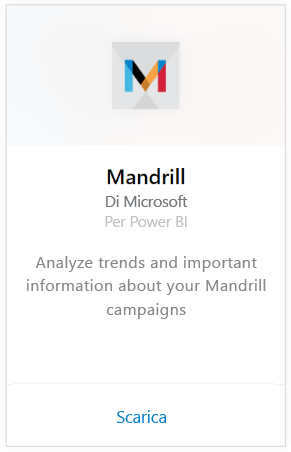 Mandrill
Di Microsoft
Per Power BI
Analyze trends and important
information about your Mandrill
campaigns
Scarica